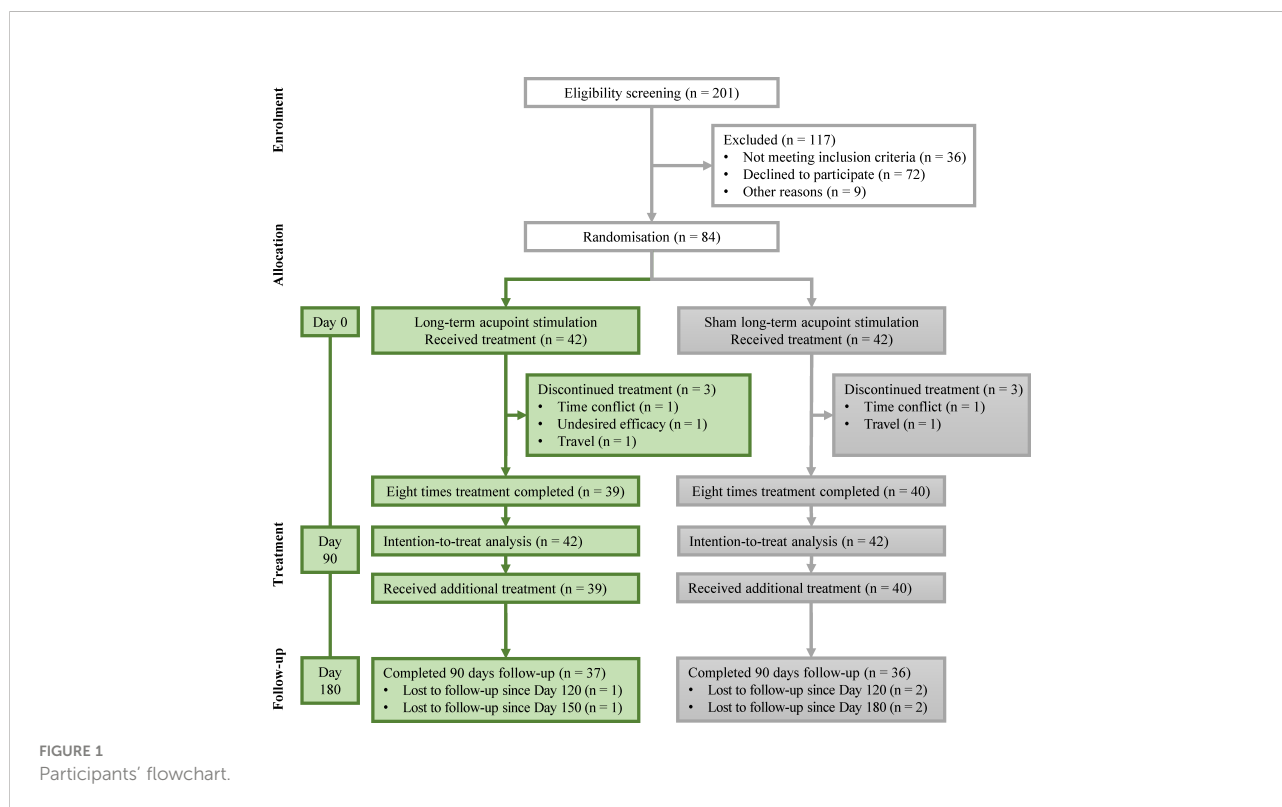 Enrolment
Eligibility screening (n = 201)
Excluded (n = 117)
• Not meeting inclusion criteria (n = 36)
• Declined to participate (n = 72)
• Other reasons (n = 9)
Allocation
Randomisation (n = 84)
Day 0
Long-term acupoint stimulation
Received treatment (n = 42)
Sham long-term acupoint stimulation
Received treatment (n = 42)
Discontinued treatment (n = 3)
• Time conflict (n = 1)
• Undesired efficacy (n = 1)
• Travel (n = 1)
Discontinued treatment (n = 3)
• Time conflict (n = 1)
• Travel (n = 1)
Eight times treatment completed (n = 39)
Eight times treatment completed (n = 40)
Treatment
Day
90
Intention-to-treat analysis (n = 42)
Intention-to-treat analysis (n = 42)
Received additional treatment (n = 39)
Received additional treatment (n = 40)
Follow-up
Day
180
Completed 90 days follow-up (n = 37)
• Lost to follow-up since Day 120 (n = 1)
• Lost to follow-up since Day 150 (n = 1)
Completed 90 days follow-up (n = 36)
• Lost to follow-up since Day 120 (n = 2)
• Lost to follow-up since Day 180 (n = 2)
FIGURE 1
Participants' flowchart.